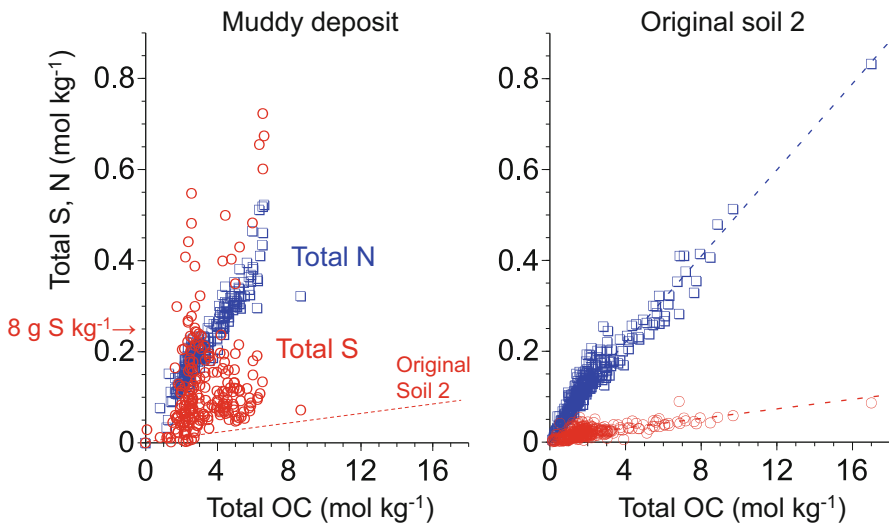 Muddy deposit
Original soil 2
Total S, N (mol kg⁻¹)
0.8
0.6
0.4
0.2
0
8 g S kg⁻¹→
Total N
Total S
Original
Soil 2
0 4 8 12 16
Total OC (mol kg⁻¹)
0.8
0.6
0.4
0.2
0
0 4 8 12 16
Total OC (mol kg⁻¹)